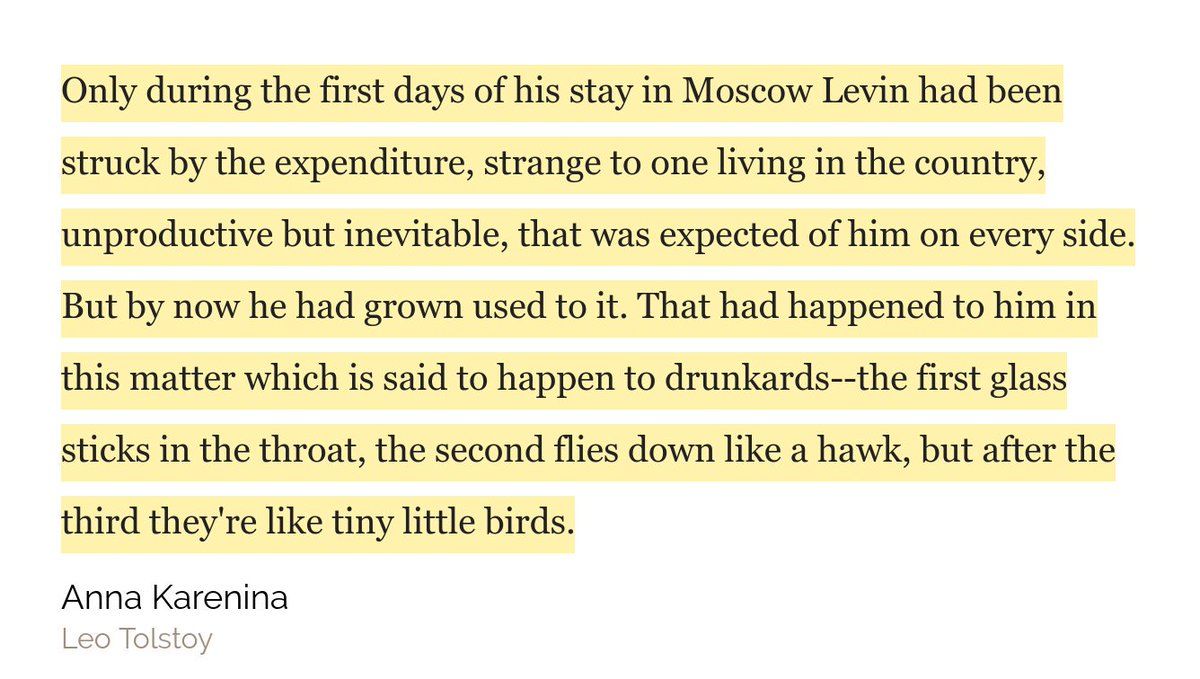 Only during the first days of his stay in Moscow Levin had been
struck by the expenditure, strange to one living in the country,
unproductive but inevitable, that was expected of him on every side.
But by now he had grown used to it. That had happened to him in
this matter which is said to happen to drunkards--the first glass
sticks in the throat, the second flies down like a hawk, but after the
third they're like tiny little birds.
Anna Karenina
Leo Tolstoy